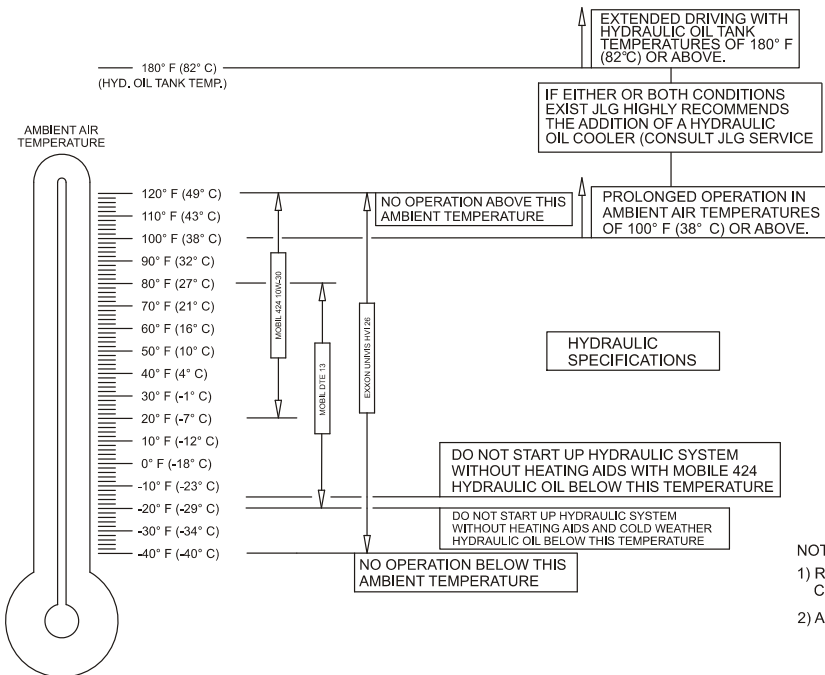 EXTENDED DRIVING WITH
HYDRAULIC OIL TANK
TEMPERATURES OF 180° F
(82°C) OR ABOVE.
180° F (82° C)
(HYD. OIL TANK TEMP.)
IF EITHER OR BOTH CONDITIONS
EXIST JLG HIGHLY RECOMMENDS
THE ADDITION OF A HYDRAULIC
OIL COOLER (CONSULT JLG SERVICE
AMBIENT AIR
TEMPERATURE
120° F (49° C)
110° F (43° C)
100° F (38° C)
90° F (32° C)
80° F (27° C)
70° F (21° C)
60° F (16° C)
50° F (10° C)
40° F (4° C)
30° F (-1° C)
20° F (-7° C)
10° F (-12° C)
0° F (-18° C)
-10° F (-23° C)
-20° F (-29° C)
-30° F (-34° C)
-40° F (-40° C)
NO OPERATION ABOVE THIS
AMBIENT TEMPERATURE
PROLONGED OPERATION IN
AMBIENT AIR TEMPERATURES
OF 100° F (38° C) OR ABOVE.
MOBIL 424 10W-30
MOBIL DTE 13
EXXON UNIVIS HVI 26
HYDRAULIC
SPECIFICATIONS
DO NOT START UP HYDRAULIC SYSTEM
WITHOUT HEATING AIDS WITH MOBILE 424
HYDRAULIC OIL BELOW THIS TEMPERATURE
DO NOT START UP HYDRAULIC SYSTEM
WITHOUT HEATING AIDS AND COLD WEATHER
HYDRAULIC OIL BELOW THIS TEMPERATURE
NO OPERATION BELOW THIS
AMBIENT TEMPERATURE
NOT
1) R
C
2) A